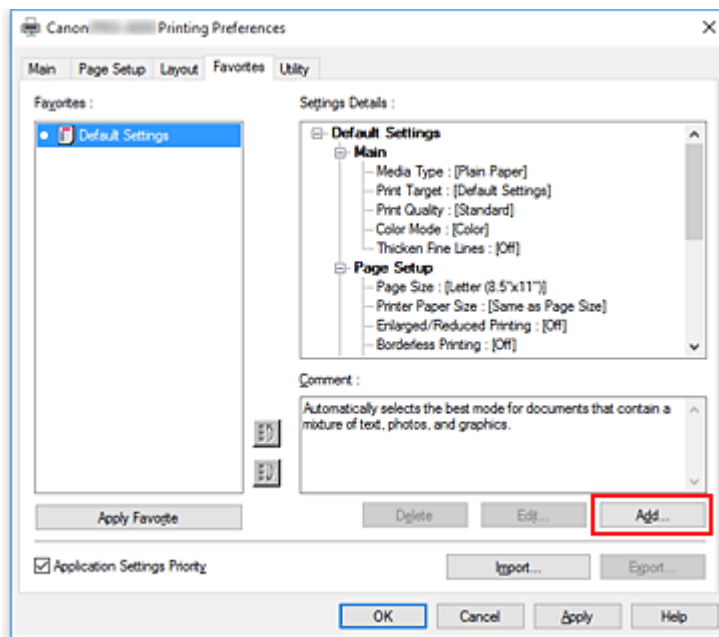 Canon Printing Preferences
Main Page Setup Layout Favorites Utility
Favorites :
Default Settings
Settings Details :
Default Settings
Main
Media Type : [Plain Paper]
Print Target : [Default Settings]
Print Quality : [Standard]
Color Mode : [Color]
Thicken Fine Lines : [Off]
Page Setup
Page Size : [Letter (8.5"x11")]
Printer Paper Size : [Same as Page Size]
Enlarged/Reduced Printing : [Off]
Borderless Printing : [Off]
Comment :
Automatically selects the best mode for documents that contain a
mixture of text, photos, and graphics.
Apply Favorite
Delete Edit... Add...
Application Settings Priority
Import... Export...
OK Cancel Apply Help